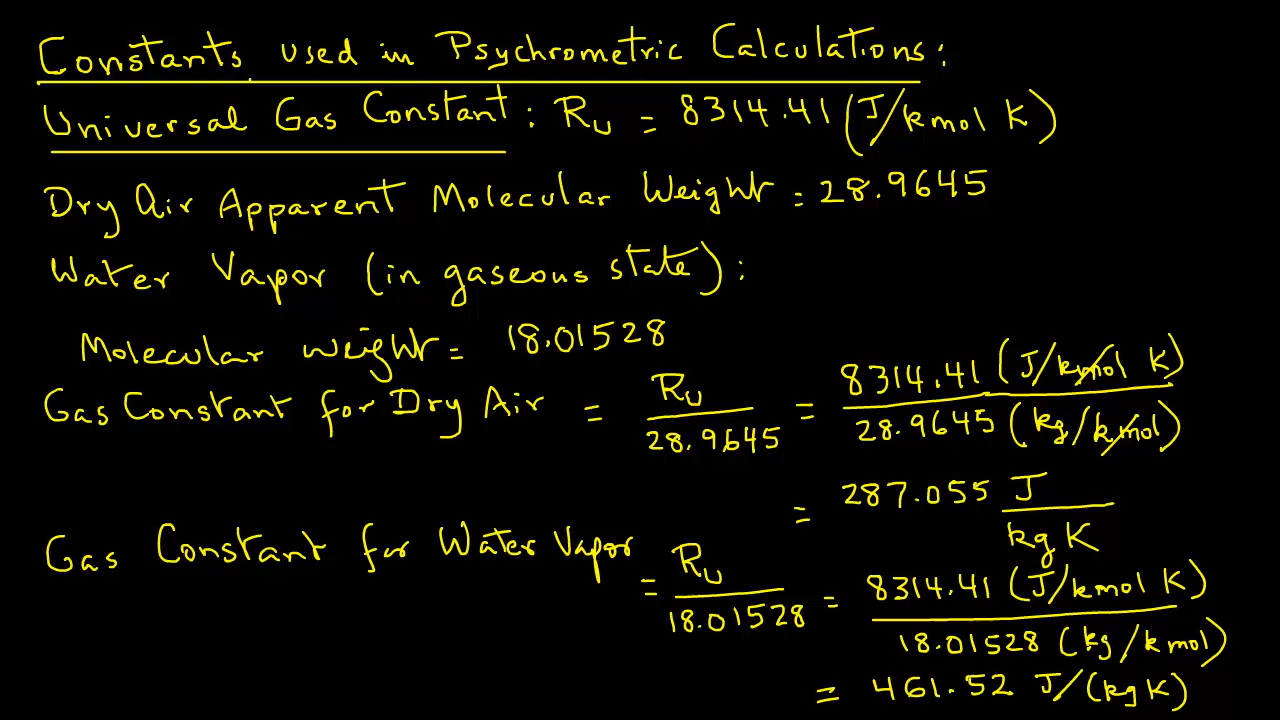 Constants used in Psychrometric Calculations:
Universal Gas Constant : RU = 8314.41 (J/kmol K)
Dry Air Apparent Molecular Weight = 28.9645
Water Vapor (in gaseous state) :
Molecular weight = 18.01528
Gas Constant for Dry Air = RU / 28.9645 = 8314.41 (J/kmol K) / 28.9645 (kg/kmol)
= 287.055 J / kg K
Gas Constant for Water Vapor = RU / 18.01528 = 8314.41 (J/kmol K) / 18.01528 (kg/kmol)
= 461.52 J/(kg K)